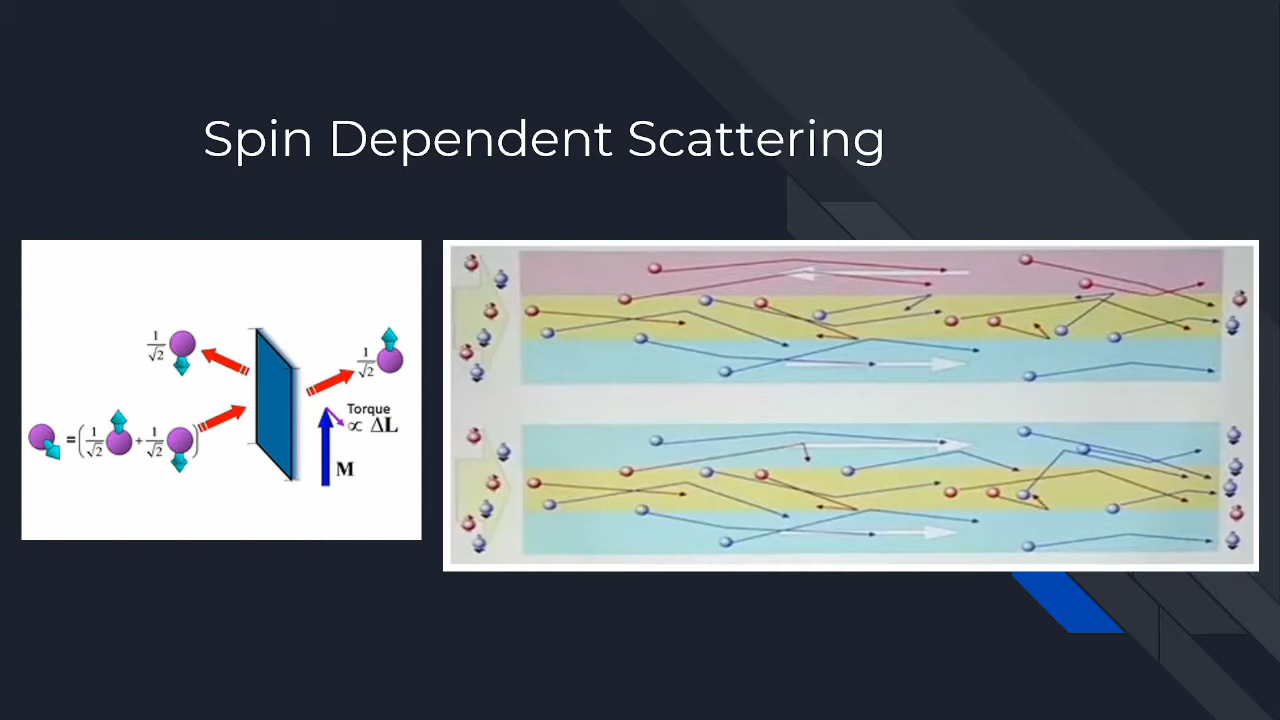 Spin Dependent Scattering
1/√2
1/√2
= ( 1/√2 + 1/√2 )
Torque
∝ ΔL
M